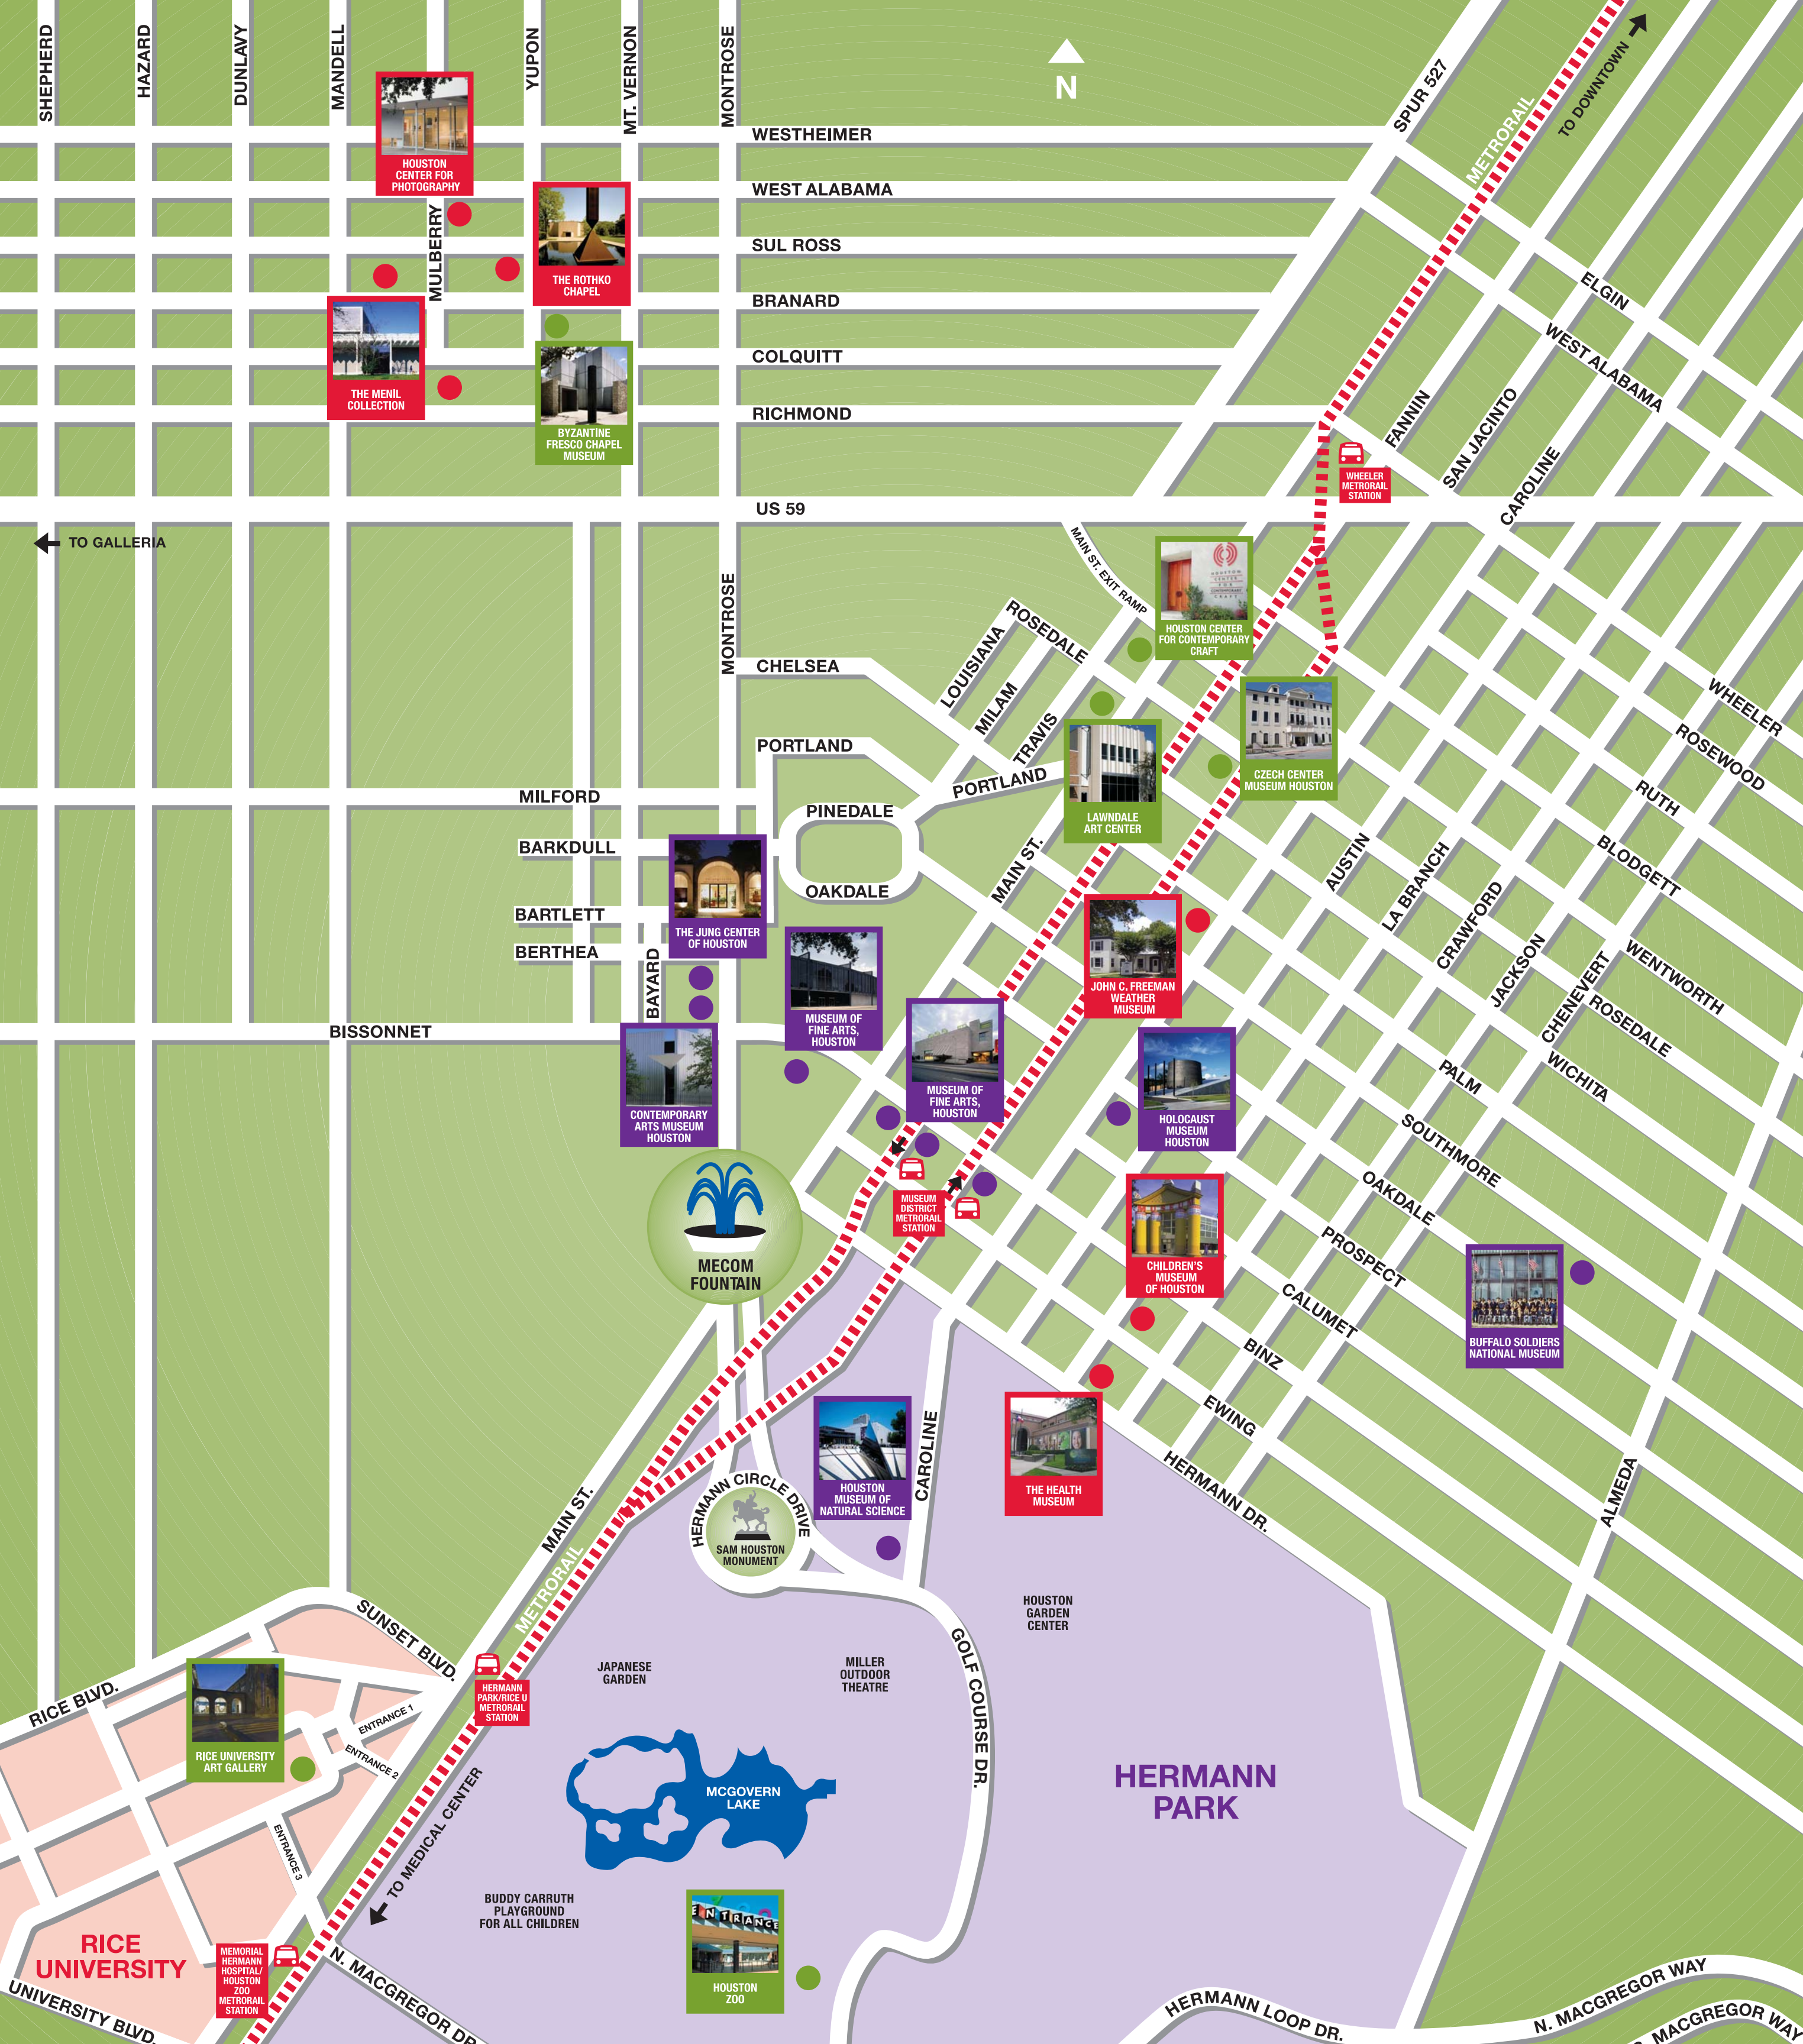 SHEPHERD
HAZARD
DUNLAVY
MANDELL
YUPON
MT. VERNON
MONTROSE
N
SPUR 527
METRORAIL
TO DOWNTOWN
HOUSTON
CENTER FOR
PHOTOGRAPHY
WESTHEIMER
WEST ALABAMA
MULBERRY
THE ROTHKO
CHAPEL
SUL ROSS
BRANARD
ELGIN
WEST ALABAMA
THE MENIL
COLLECTION
COLQUITT
RICHMOND
BYZANTINE
FRESCO CHAPEL
MUSEUM
FANNIN
SAN JACINTO
CAROLINE
WHEELER
METRORAIL
STATION
US 59
TO GALLERIA
MAIN ST. EXIT RAMP
HOUSTON
CENTER
FOR
CONTEMPORARY
CRAFT
HOUSTON CENTER
FOR CONTEMPORARY
CRAFT
MONTROSE
CHELSEA
LOUISIANA
ROSEDALE
MILAM
TRAVIS
WHEELER
ROSEWOOD
RUTH
BLODGETT
WENTWORTH
ROSEDALE
WICHITA
PORTLAND
PORTLAND
CZECH CENTER
MUSEUM HOUSTON
LAWNDALE
ART CENTER
MILFORD
PINEDALE
BARKDULL
OAKDALE
MAIN ST.
AUSTIN
LA BRANCH
CRAWFORD
JACKSON
CHENEVERT
BARTLETT
BERTHEA
BAYARD
THE JUNG CENTER
OF HOUSTON
JOHN C. FREEMAN
WEATHER
MUSEUM
MUSEUM OF
FINE ARTS,
HOUSTON
BISSONNET
MUSEUM OF
FINE ARTS,
HOUSTON
CONTEMPORARY
ARTS MUSEUM
HOUSTON
HOLOCAUST
MUSEUM
HOUSTON
PALM
SOUTHMORE
OAKDALE
PROSPECT
CALUMET
BINZ
EWING
HERMANN DR.
MUSEUM
DISTRICT
METRORAIL
STATION
MECOM
FOUNTAIN
CHILDREN'S
MUSEUM
OF HOUSTON
BUFFALO SOLDIERS
NATIONAL MUSEUM
HOUSTON
MUSEUM OF
NATURAL SCIENCE
CAROLINE
THE HEALTH
MUSEUM
ALMEDA
HERMANN CIRCLE DRIVE
SAM HOUSTON
MONUMENT
MAIN ST.
METRORAIL
SUNSET BLVD.
HOUSTON
GARDEN
CENTER
JAPANESE
GARDEN
MILLER
OUTDOOR
THEATRE
GOLF COURSE DR.
HERMANN
PARK/RICE U
METRORAIL
STATION
RICE BLVD.
RICE UNIVERSITY
ART GALLERY
ENTRANCE 1
ENTRANCE 2
ENTRANCE 3
MCGOVERN
LAKE
HERMANN
PARK
TO MEDICAL CENTER
BUDDY CARRUTH
PLAYGROUND
FOR ALL CHILDREN
ENTRANCE
HOUSTON
ZOO
RICE
UNIVERSITY
MEMORIAL
HERMANN
HOSPITAL/
HOUSTON
ZOO
METRORAIL
STATION
UNIVERSITY BLVD.
N. MACGREGOR DR.
HERMANN LOOP DR.
N. MACGREGOR WAY
MACGREGOR WAY